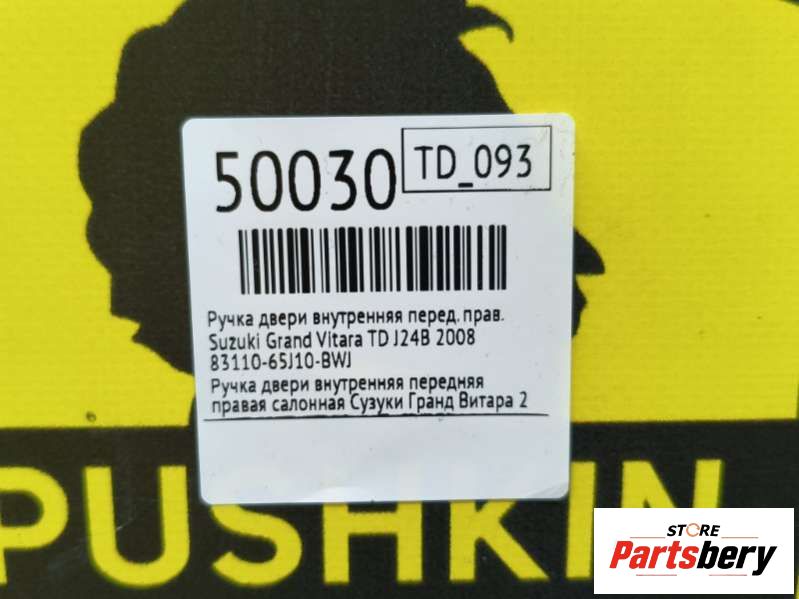 50030
TD_093
Ручка двери внутренняя перед. прав.
Suzuki Grand Vitara TD J24B 2008
83110-65J10-BWJ
Ручка двери внутренняя передняя
правая салонная Сузуки Гранд Витара 2
PUSHKIN
STORE
Partsbery